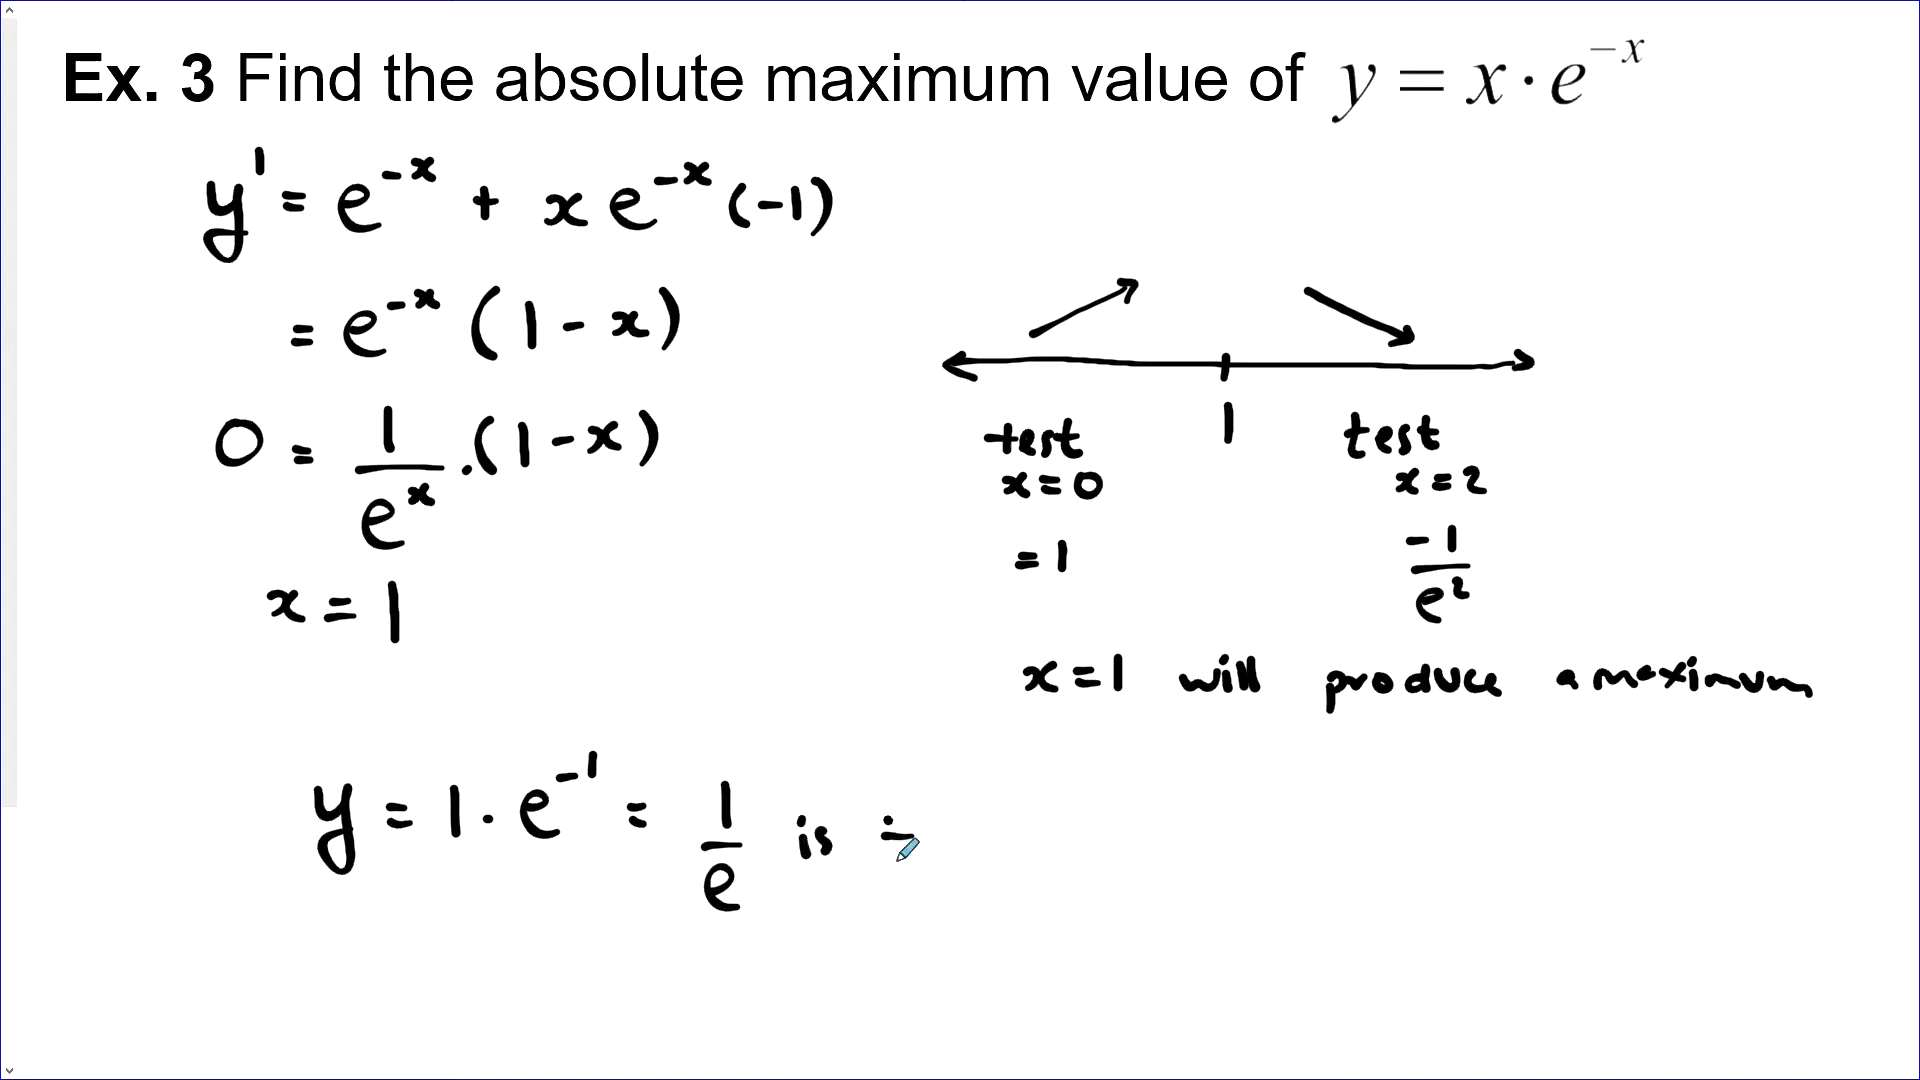 Ex. 3 Find the absolute maximum value of y = x · e^{-x}
y' = e^{-x} + x e^{-x} (-1)
= e^{-x} (1 - x)
0 = 1/e^x · (1 - x)
x = 1
1
test
x = 0
= 1
test
x = 2
-1/e^2
x = 1 will produce a maximum
y = 1 · e^{-1} = 1/e is